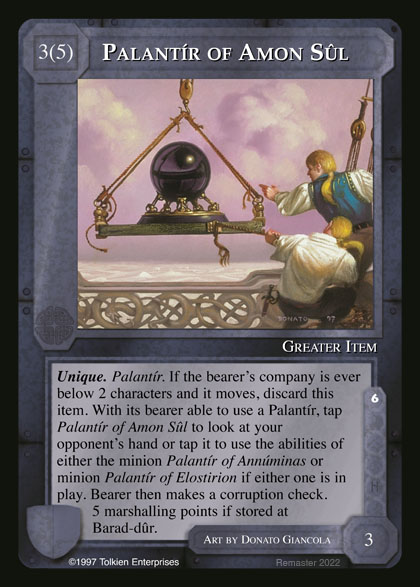 3(5)
PALANTÍR OF AMON SÛL
DONATO 97
GREATER ITEM
Unique. Palantír. If the bearer's company is ever
below 2 characters and it moves, discard this
item. With its bearer able to use a Palantír, tap
Palantír of Amon Sûl to look at your
opponent's hand or tap it to use the abilities of
either the minion Palantír of Annúminas or
minion Palantír of Elostirion if either one is in
play. Bearer then makes a corruption check.
5 marshalling points if stored at
Barad-dûr.
6
H
ART BY DONATO GIANCOLA
3
©1997 Tolkien Enterprises
Remaster 2022